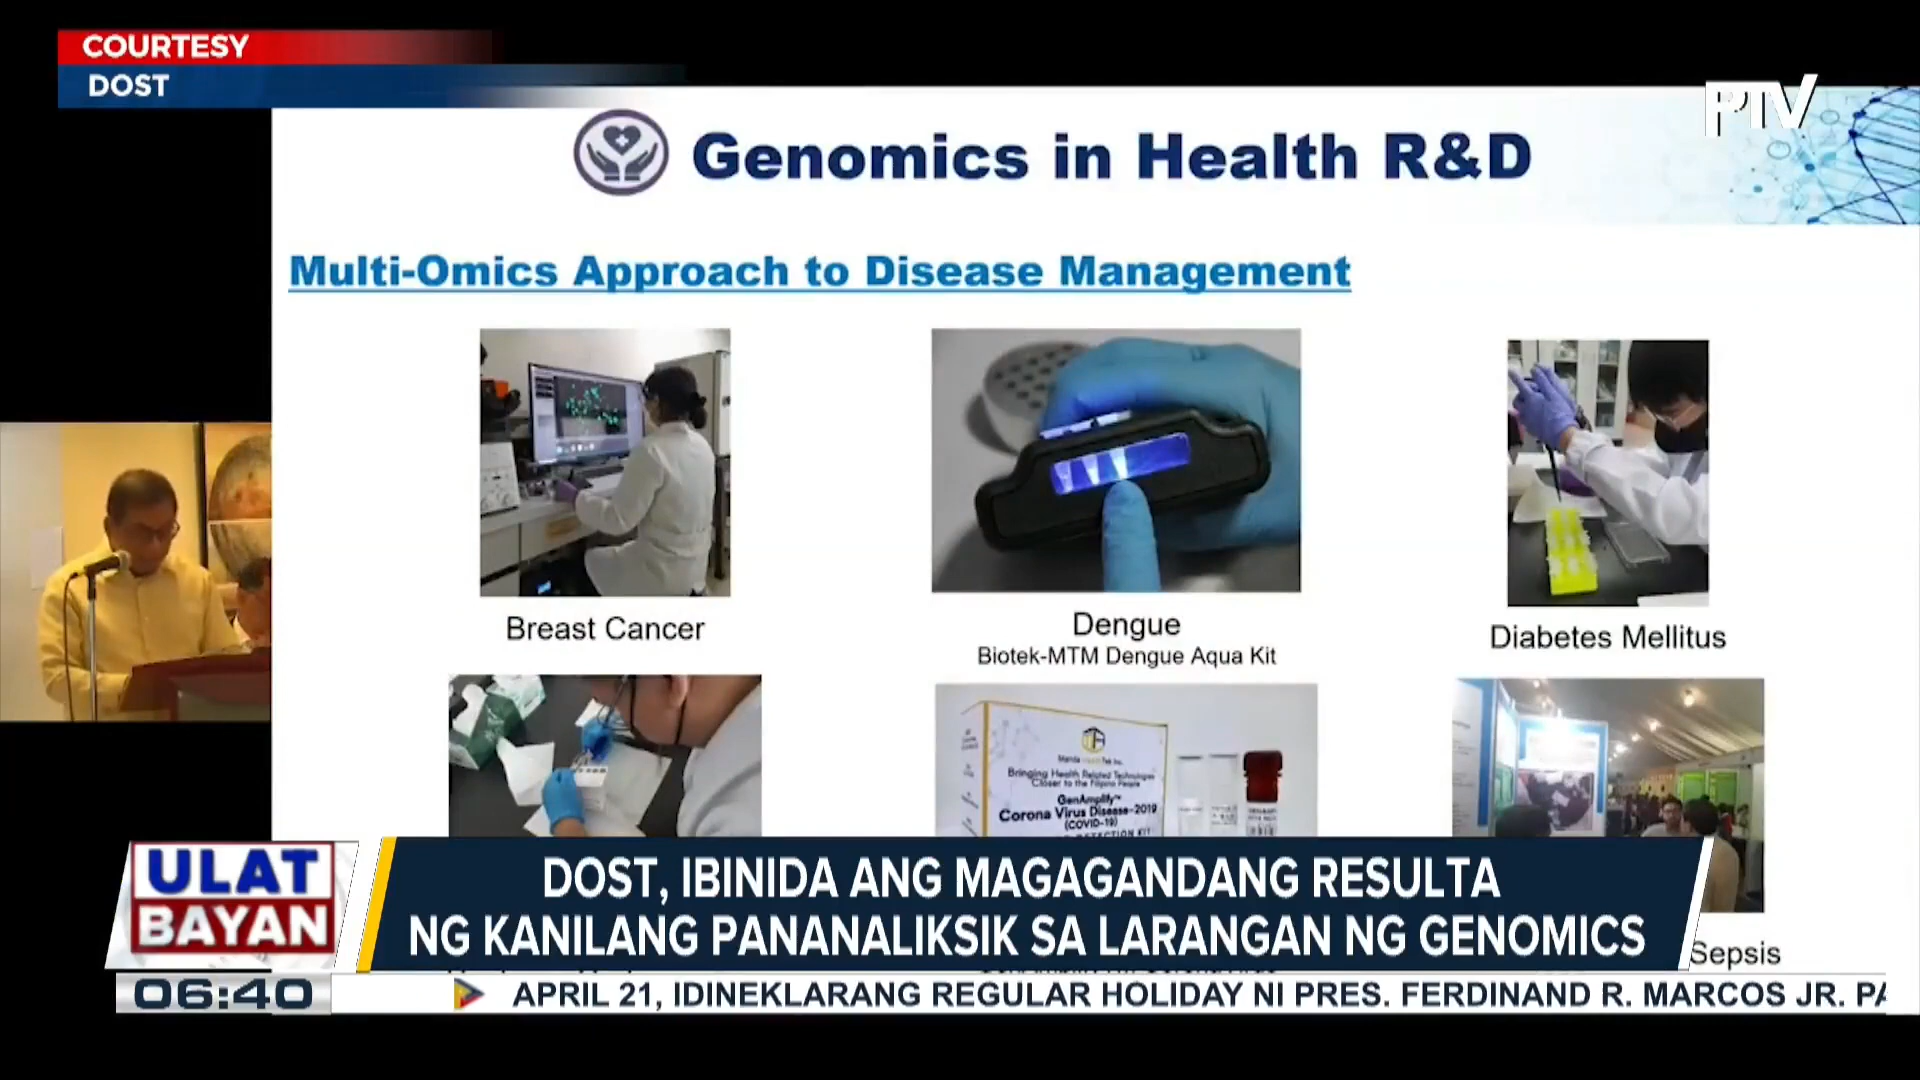 COURTESY
DOST
PTV
Genomics in Health R&D
Multi-Omics Approach to Disease Management
Breast Cancer
Dengue
Biotek-MTM Dengue Aqua Kit
Diabetes Mellitus
Bringing Health Related Technologies
Closer to the Filipino People
GenAmplify™
Corona Virus Disease-2019
(COVID-19)
DETECTION KIT
ULAT
BAYAN
DOST, IBINIDA ANG MAGAGANDANG RESULTA
NG KANILANG PANANALIKSIK SA LARANGAN NG GENOMICS
Sepsis
06:40
APRIL 21, IDINEKLARANG REGULAR HOLIDAY NI PRES. FERDINAND R. MARCOS JR.